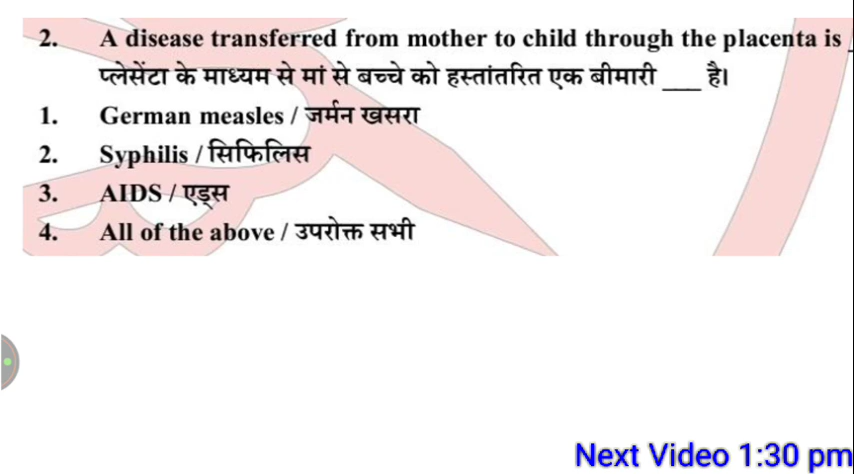 2. A disease transferred from mother to child through the placenta is
प्लेसेंटा के माध्यम से मां से बच्चे को हस्तांतरित एक बीमारी ___ है।
1. German measles / जर्मन खसरा
2. Syphilis / सिफिलिस
3. AIDS / एड्स
4. All of the above / उपरोक्त सभी
Next Video 1:30 pm